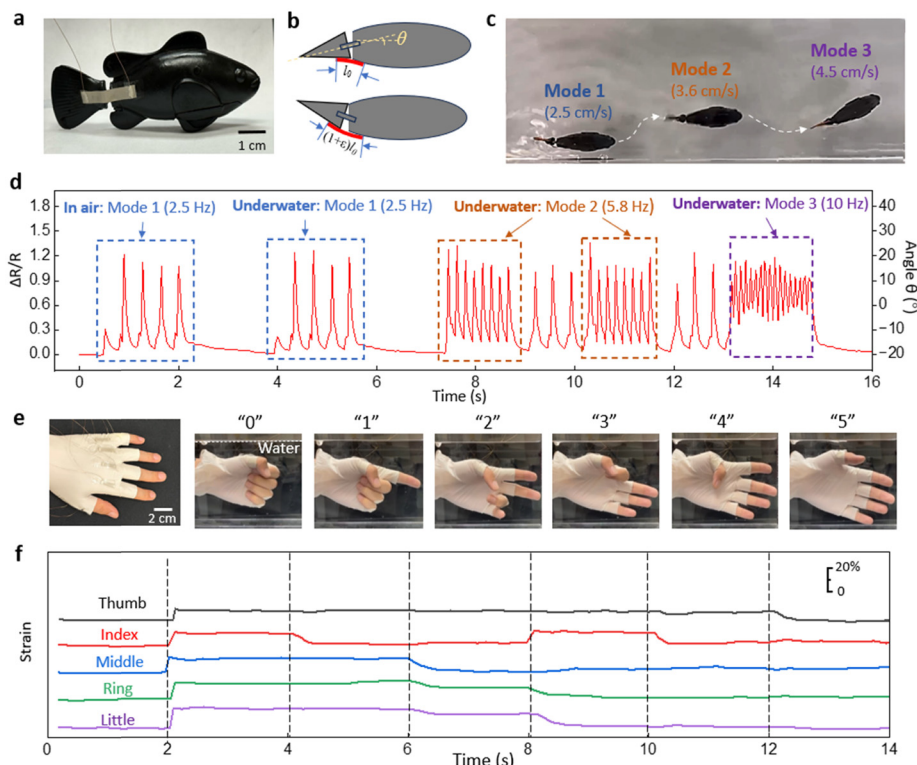 a
1 cm
b
θ
l₀
(1+ε)l₀
c
Mode 1
(2.5 cm/s)
Mode 2
(3.6 cm/s)
Mode 3
(4.5 cm/s)
d
In air: Mode 1 (2.5 Hz)
Underwater: Mode 1 (2.5 Hz)
Underwater: Mode 2 (5.8 Hz)
Underwater: Mode 3 (10 Hz)
ΔR/R
1.8
1.5
1.2
0.9
0.6
0.3
0.0
40
30
20
10
0
-10
-20
Angle θ (°)
0 2 4 6 8 10 12 14 16
Time (s)
e
2 cm
"0"
Water
"1"
"2"
"3"
"4"
"5"
f
Strain
Thumb
Index
Middle
Ring
Little
20%
0
0 2 4 6 8 10 12 14
Time (s)